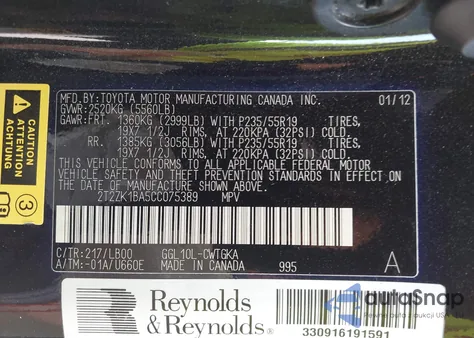 CAUTION
ATTENTION
MFD.BY:TOYOTA MOTOR MANUFACTURING CANADA INC. 01/12
GVWR:2520KG (5560LB)
GAWR:FRT. 1360KG (2999LB) WITH P235/55R19 TIRES,
19X7 1/2J RIMS, AT 220KPA (32PSI) COLD.
RR. 1385KG (3056LB) WITH P235/55R19 TIRES,
19X7 1/2J RIMS, AT 220KPA (32PSI) COLD.
THIS VEHICLE CONFORMS TO ALL APPLICABLE FEDERAL MOTOR
VEHICLE SAFETY AND THEFT PREVENTION STANDARDS IN EFFECT
ON THE DATE OF MANUFACTURE SHOWN ABOVE.
2T2ZK1BA5CC075389 MPV
C/TR:217/LB00 GGL10L-CWTGKA
A/TM:-01A/U660E MADE IN CANADA 995 A
Reynolds
&Reynolds®
330916191591
autoSnap